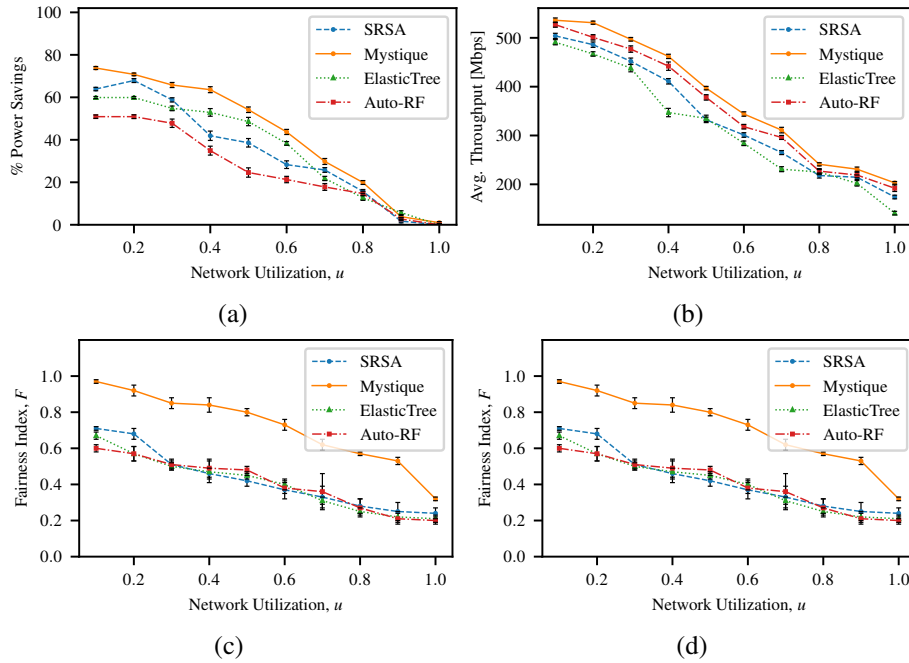 100
80
60
40
20
0
% Power Savings
SRSA
Mystique
ElasticTree
Auto-RF
0.2 0.4 0.6 0.8 1.0
Network Utilization, u
(a)
500
400
300
200
Avg. Throughput [Mbps]
SRSA
Mystique
ElasticTree
Auto-RF
0.2 0.4 0.6 0.8 1.0
Network Utilization, u
(b)
1.0
0.8
0.6
0.4
0.2
0.0
Fairness Index, F
SRSA
Mystique
ElasticTree
Auto-RF
0.2 0.4 0.6 0.8 1.0
Network Utilization, u
(c)
1.0
0.8
0.6
0.4
0.2
0.0
Fairness Index, F
SRSA
Mystique
ElasticTree
Auto-RF
0.2 0.4 0.6 0.8 1.0
Network Utilization, u
(d)